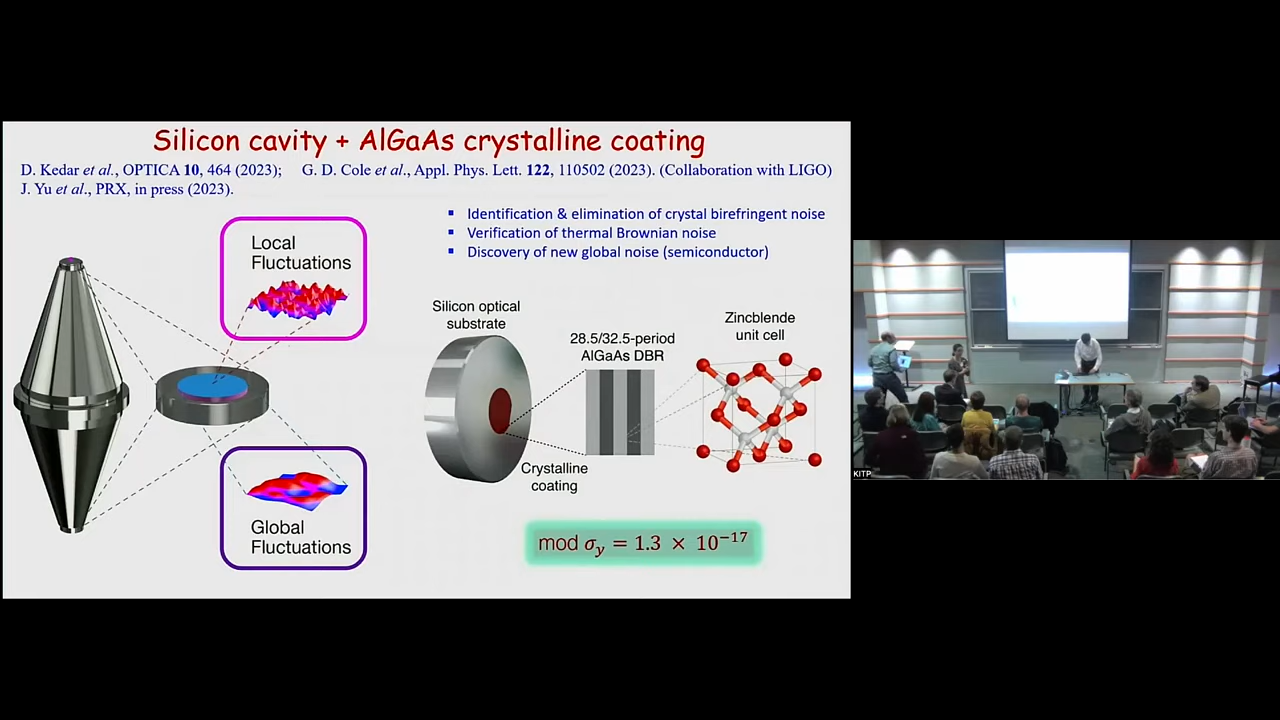 Silicon cavity + AlGaAs crystalline coating
D. Kedar et al., OPTICA 10, 464 (2023); G. D. Cole et al., Appl. Phys. Lett. 122, 110502 (2023). (Collaboration with LIGO)
J. Yu et al., PRX, in press (2023).
▪ Identification & elimination of crystal birefringent noise
▪ Verification of thermal Brownian noise
▪ Discovery of new global noise (semiconductor)
Local
Fluctuations
Silicon optical
substrate
28.5/32.5-period
AlGaAs DBR
Zincblende
unit cell
Crystalline
coating
Global
Fluctuations
mod σy = 1.3 × 10⁻¹⁷
KITP